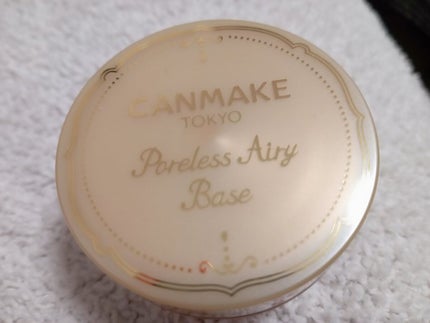 CANMAKE
TOKYO
Poreless Airy
Base